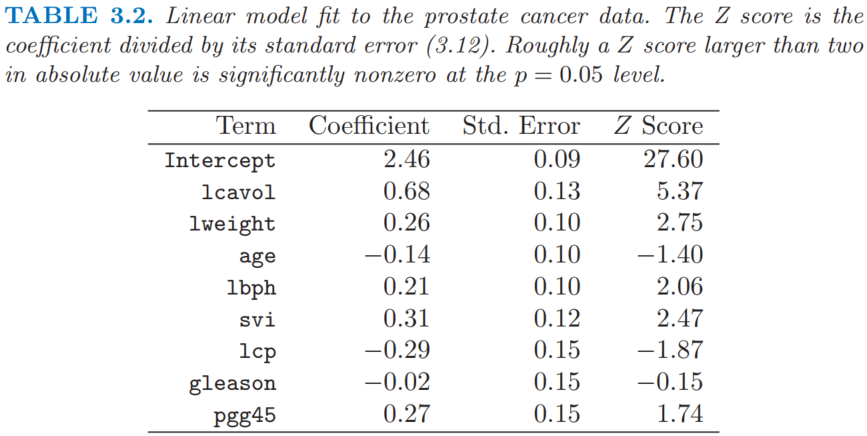 TABLE 3.2. Linear model fit to the prostate cancer data. The Z score is the
coefficient divided by its standard error (3.12). Roughly a Z score larger than two
in absolute value is significantly nonzero at the p = 0.05 level.
Term Coefficient Std. Error Z Score
Intercept 2.46 0.09 27.60
lcavol 0.68 0.13 5.37
lweight 0.26 0.10 2.75
age −0.14 0.10 −1.40
lbph 0.21 0.10 2.06
svi 0.31 0.12 2.47
lcp −0.29 0.15 −1.87
gleason −0.02 0.15 −0.15
pgg45 0.27 0.15 1.74